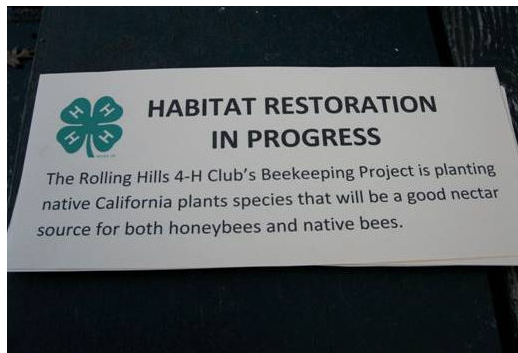 H H H H
HABITAT RESTORATION
IN PROGRESS
The Rolling Hills 4-H Club's Beekeeping Project is planting
native California plants species that will be a good nectar
source for both honeybees and native bees.